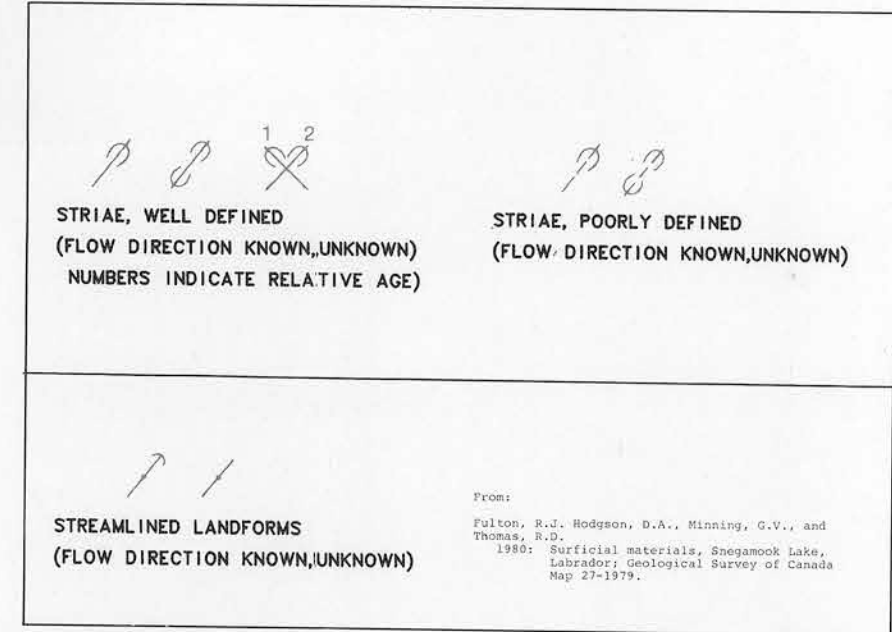 1 2
STRIAE, WELL DEFINED
(FLOW DIRECTION KNOWN,,UNKNOWN)
NUMBERS INDICATE RELATIVE AGE)
STRIAE, POORLY DEFINED
(FLOW DIRECTION KNOWN,UNKNOWN)
STREAMLINED LANDFORMS
(FLOW DIRECTION KNOWN,UNKNOWN)
From:
Fulton, R.J. Hodgson, D.A., Minning, G.V., and
Thomas, R.D.
1980: Surficial materials, Snegamook Lake,
Labrador; Geological Survey of Canada
Map 27-1979.